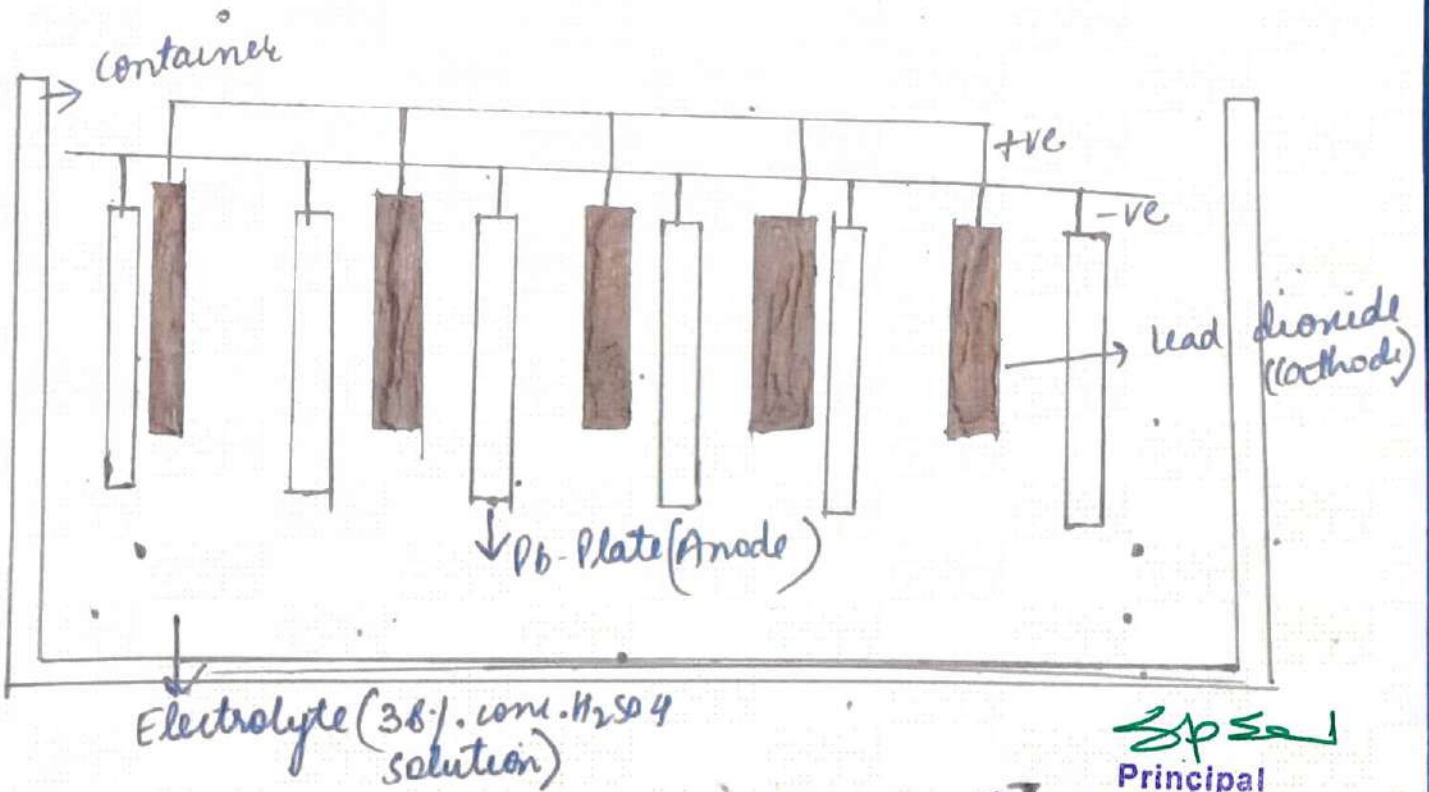 container
+ve
-ve
lead dioxide
(Cathode)
Pb-Plate(Anode)
Electrolyte(38%.conc.H2SO4
solution)
Principal